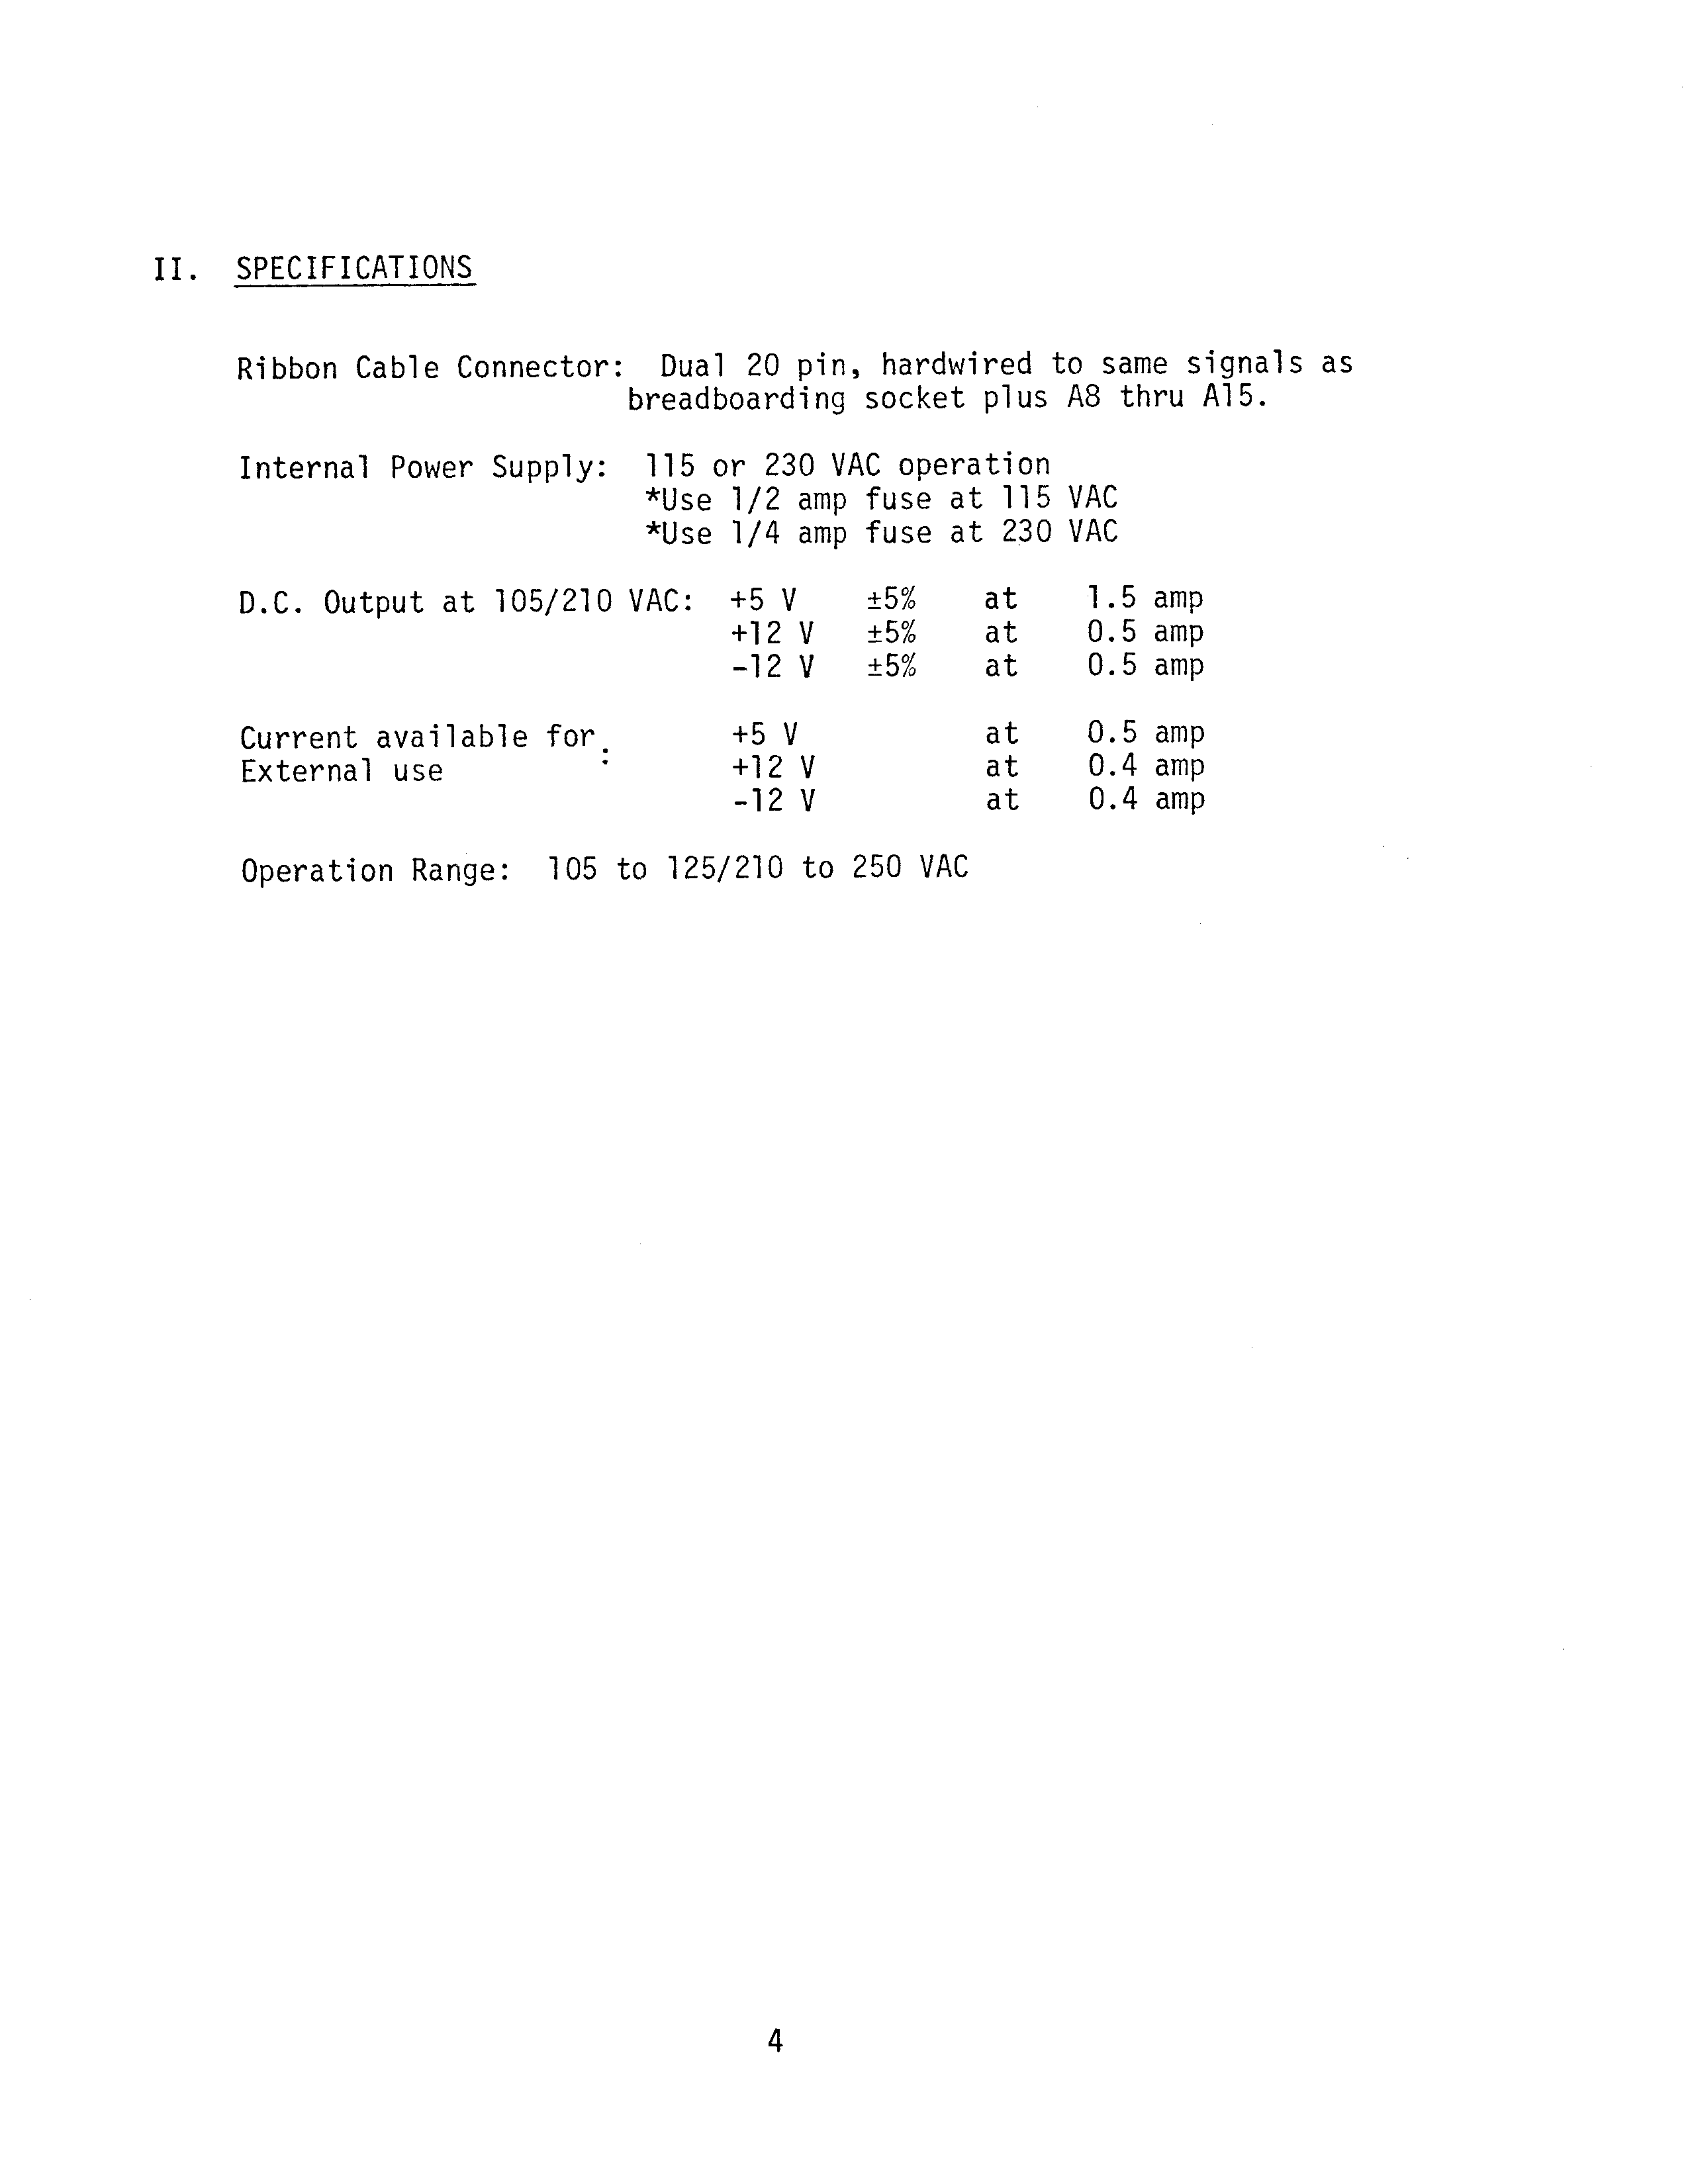 II. SPECIFICATIONS
Ribbon Cable Connector: Dual 20 pin, hardwired to same signals as
breadboarding socket plus A8 thru A15.
Internal Power Supply: 115 or 230 VAC operation
*Use 1/2 amp fuse at 115 VAC
*Use 1/4 amp fuse at 230 VAC
D.C. Output at 105/210 VAC: +5 V ±5% at 1.5 amp
+12 V ±5% at 0.5 amp
-12 V ±5% at 0.5 amp
Current available for : +5 V at 0.5 amp
External use +12 V at 0.4 amp
-12 V at 0.4 amp
Operation Range: 105 to 125/210 to 250 VAC
4